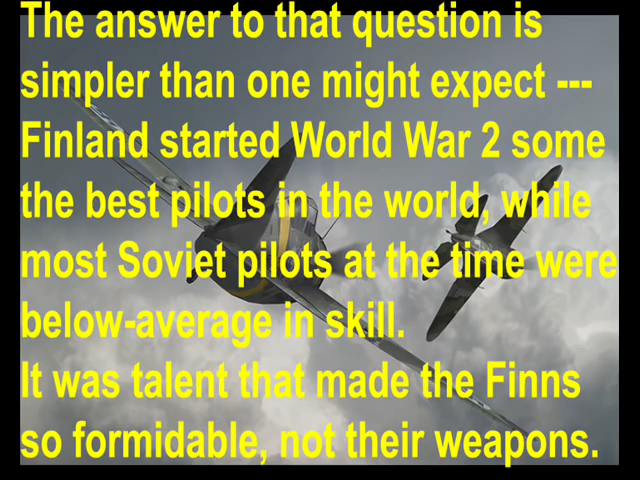 The answer to that question is
simpler than one might expect ---
Finland started World War 2 some
the best pilots in the world, while
most Soviet pilots at the time were
below-average in skill.
It was talent that made the Finns
so formidable, not their weapons.